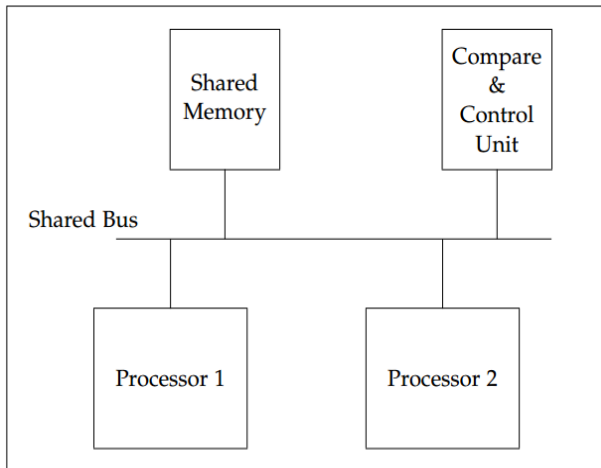 Shared
Memory
Compare
&
Control
Unit
Shared Bus
Processor 1
Processor 2